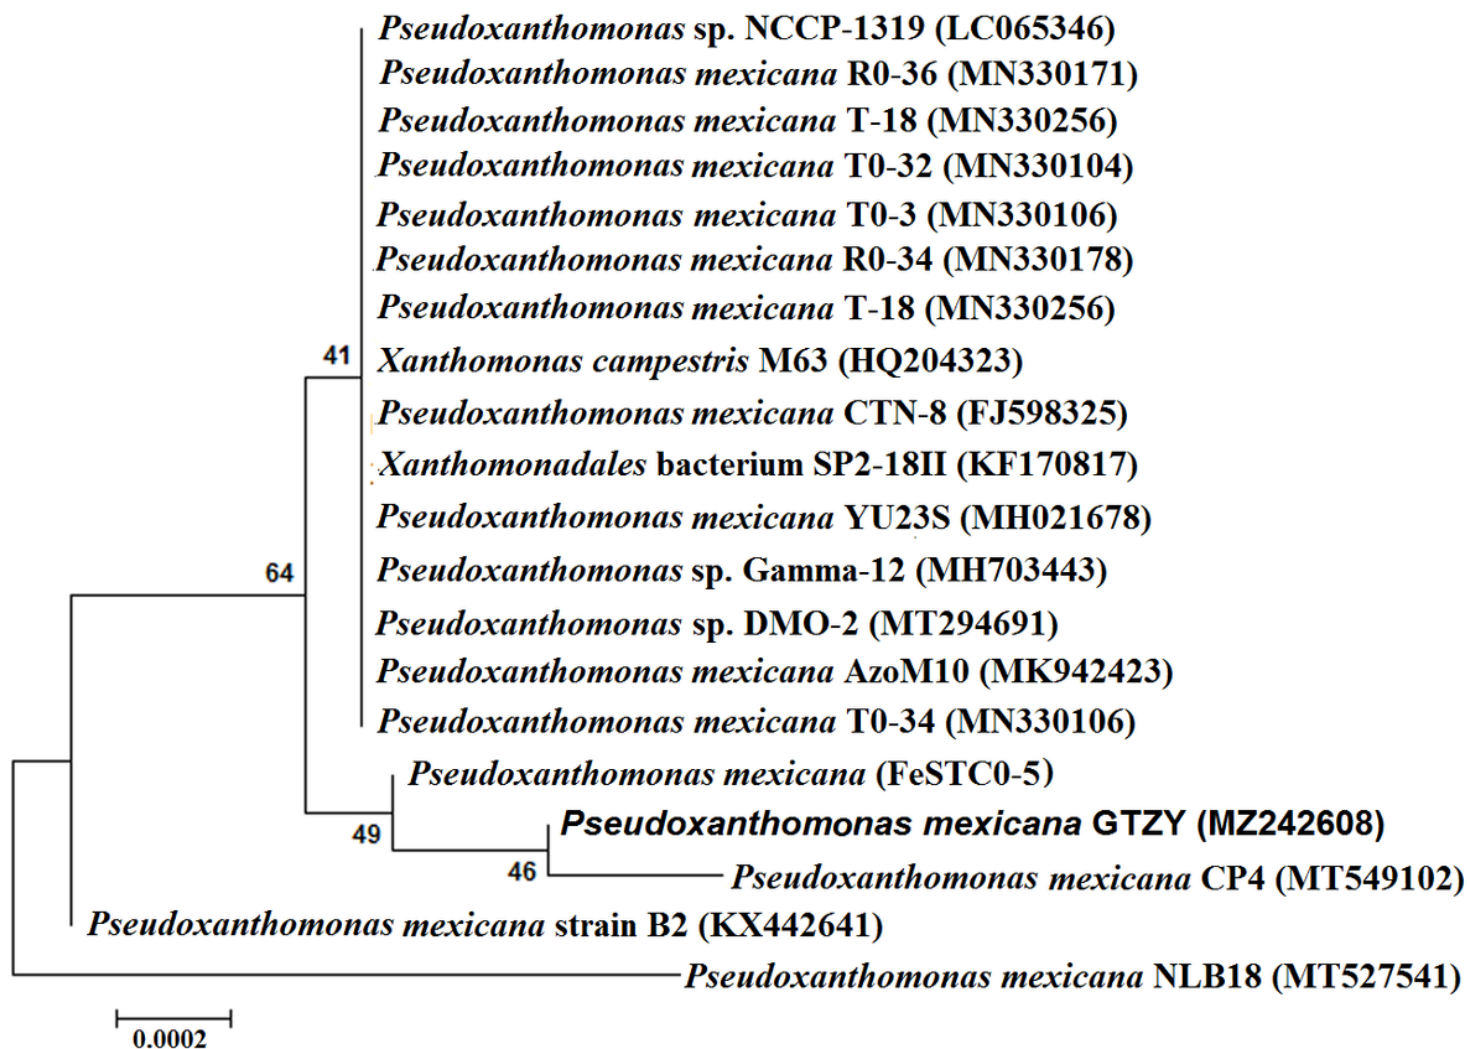 Pseudoxanthomonas sp. NCCP-1319 (LC065346)
Pseudoxanthomonas mexicana R0-36 (MN330171)
Pseudoxanthomonas mexicana T-18 (MN330256)
Pseudoxanthomonas mexicana T0-32 (MN330104)
Pseudoxanthomonas mexicana T0-3 (MN330106)
Pseudoxanthomonas mexicana R0-34 (MN330178)
Pseudoxanthomonas mexicana T-18 (MN330256)
41
Xanthomonas campestris M63 (HQ204323)
Pseudoxanthomonas mexicana CTN-8 (FJ598325)
Xanthomonadales bacterium SP2-18II (KF170817)
Pseudoxanthomonas mexicana YU23S (MH021678)
64
Pseudoxanthomonas sp. Gamma-12 (MH703443)
Pseudoxanthomonas sp. DMO-2 (MT294691)
Pseudoxanthomonas mexicana AzoM10 (MK942423)
Pseudoxanthomonas mexicana T0-34 (MN330106)
Pseudoxanthomonas mexicana (FeSTC0-5)
49
Pseudoxanthomonas mexicana GTZY (MZ242608)
46
Pseudoxanthomonas mexicana CP4 (MT549102)
Pseudoxanthomonas mexicana strain B2 (KX442641)
Pseudoxanthomonas mexicana NLB18 (MT527541)
0.0002